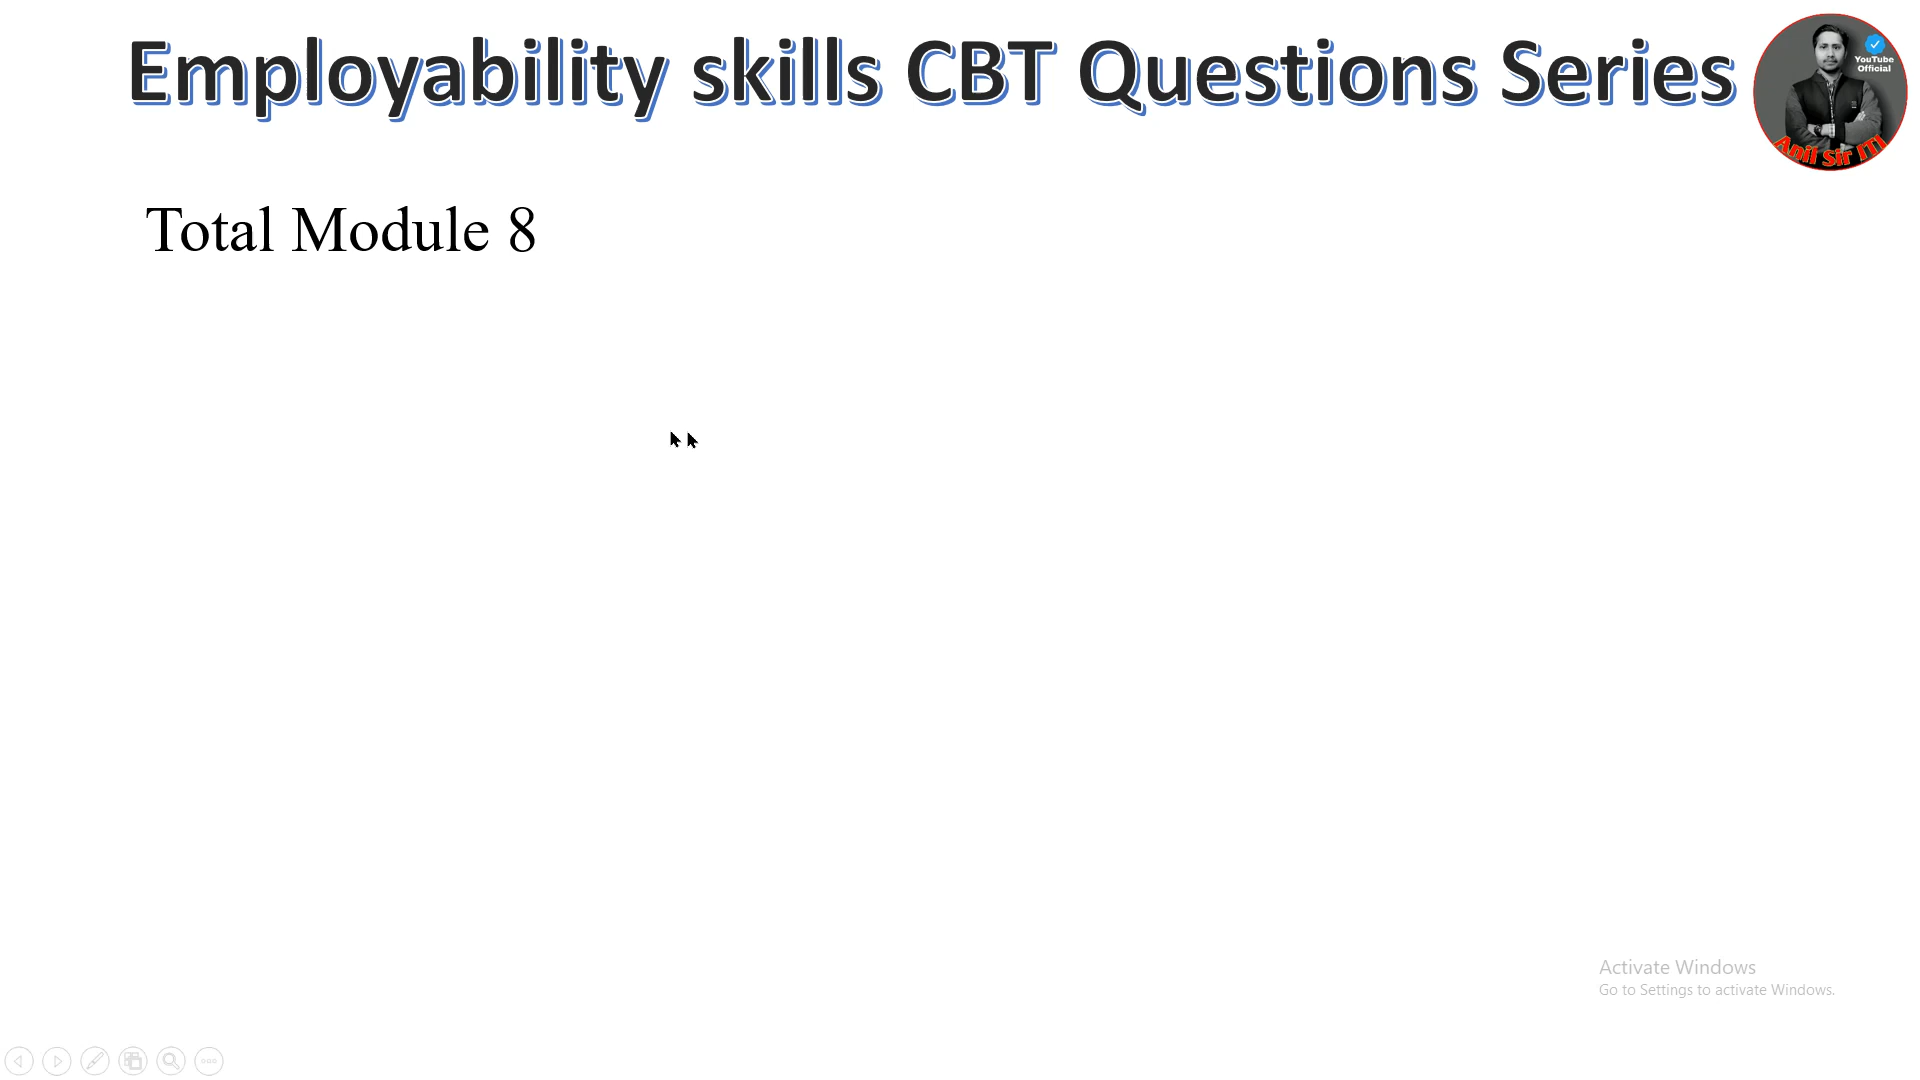 Employability skills CBT Questions Series
YouTube
Official
Anil Sir ITI
Total Module 8
Activate Windows
Go to Settings to activate Windows.